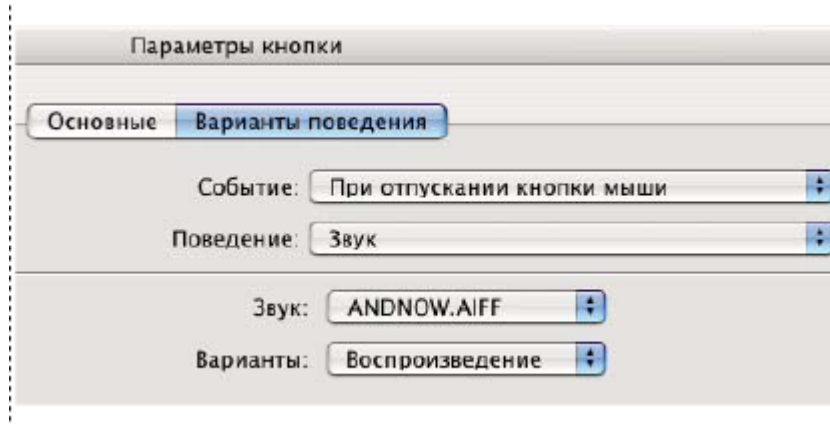 Параметры кнопки
Основные Варианты поведения
Событие: При отпускании кнопки мыши
Поведение: Звук
Звук: ANDNOW.AIFF
Варианты: Воспроизведение